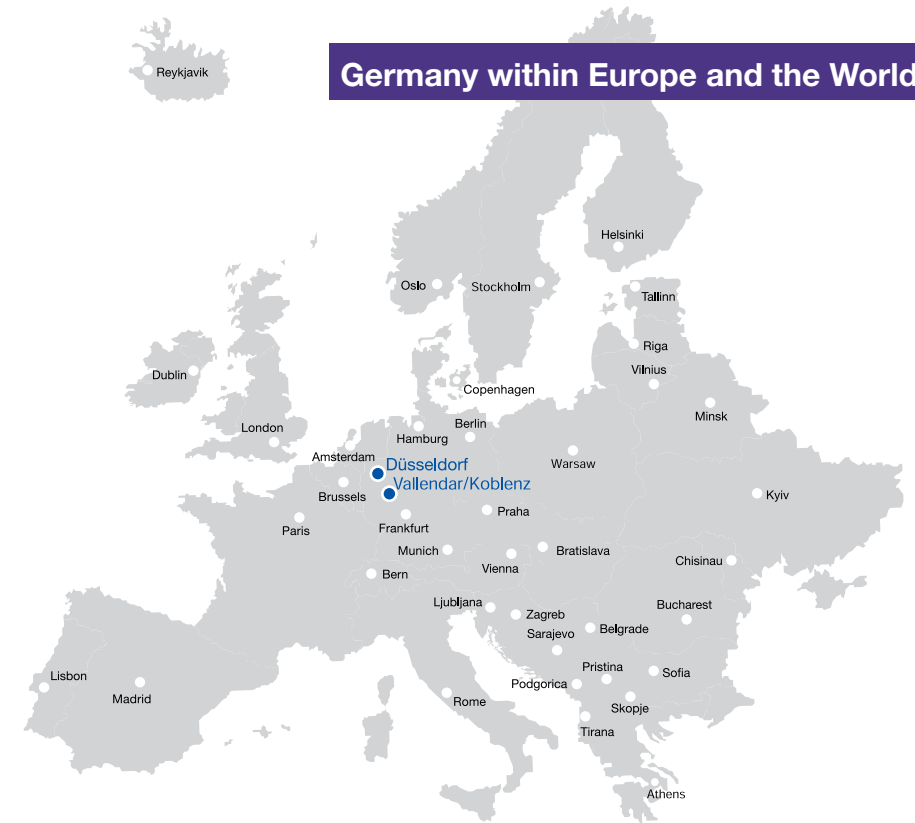 Germany within Europe and the World
Reykjavik
Helsinki
Oslo
Stockholm
Tallinn
Riga
Vilnius
Dublin
Copenhagen
Minsk
London
Berlin
Hamburg
Amsterdam
Düsseldorf
Warsaw
Vallendar/Koblenz
Brussels
Kyiv
Praha
Paris
Frankfurt
Munich
Bratislava
Vienna
Chisinau
Bern
Ljubljana
Bucharest
Zagreb
Belgrade
Sarajevo
Pristina
Sofia
Lisbon
Podgorica
Madrid
Rome
Skopje
Tirana
Athens